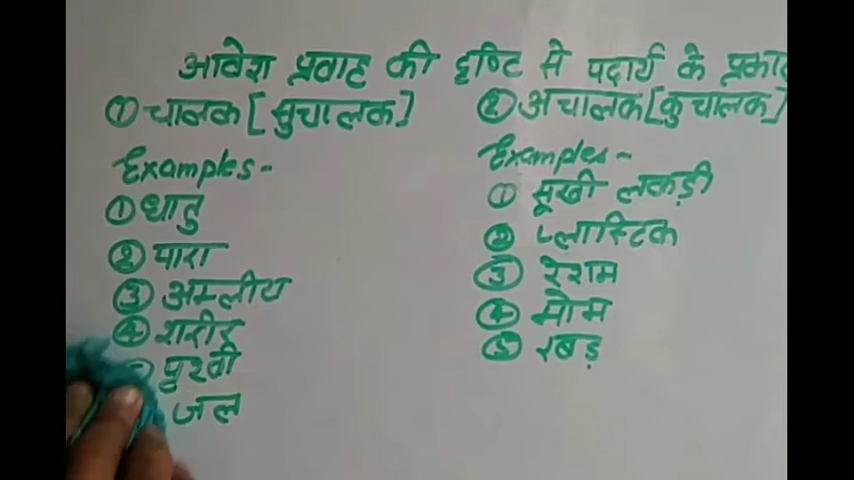 आवेश प्रवाह की दृष्टि से पदार्थ के प्रकार
① चालक [सुचालक]
Examples-
① धातु
② पारा
③ अम्लीय
④ शरीर
पृथ्वी
जल
② अचालक [कुचालक]
Examples-
① सूखी लकड़ी
② प्लास्टिक
③ रेशम
④ मोम
⑤ रबड़